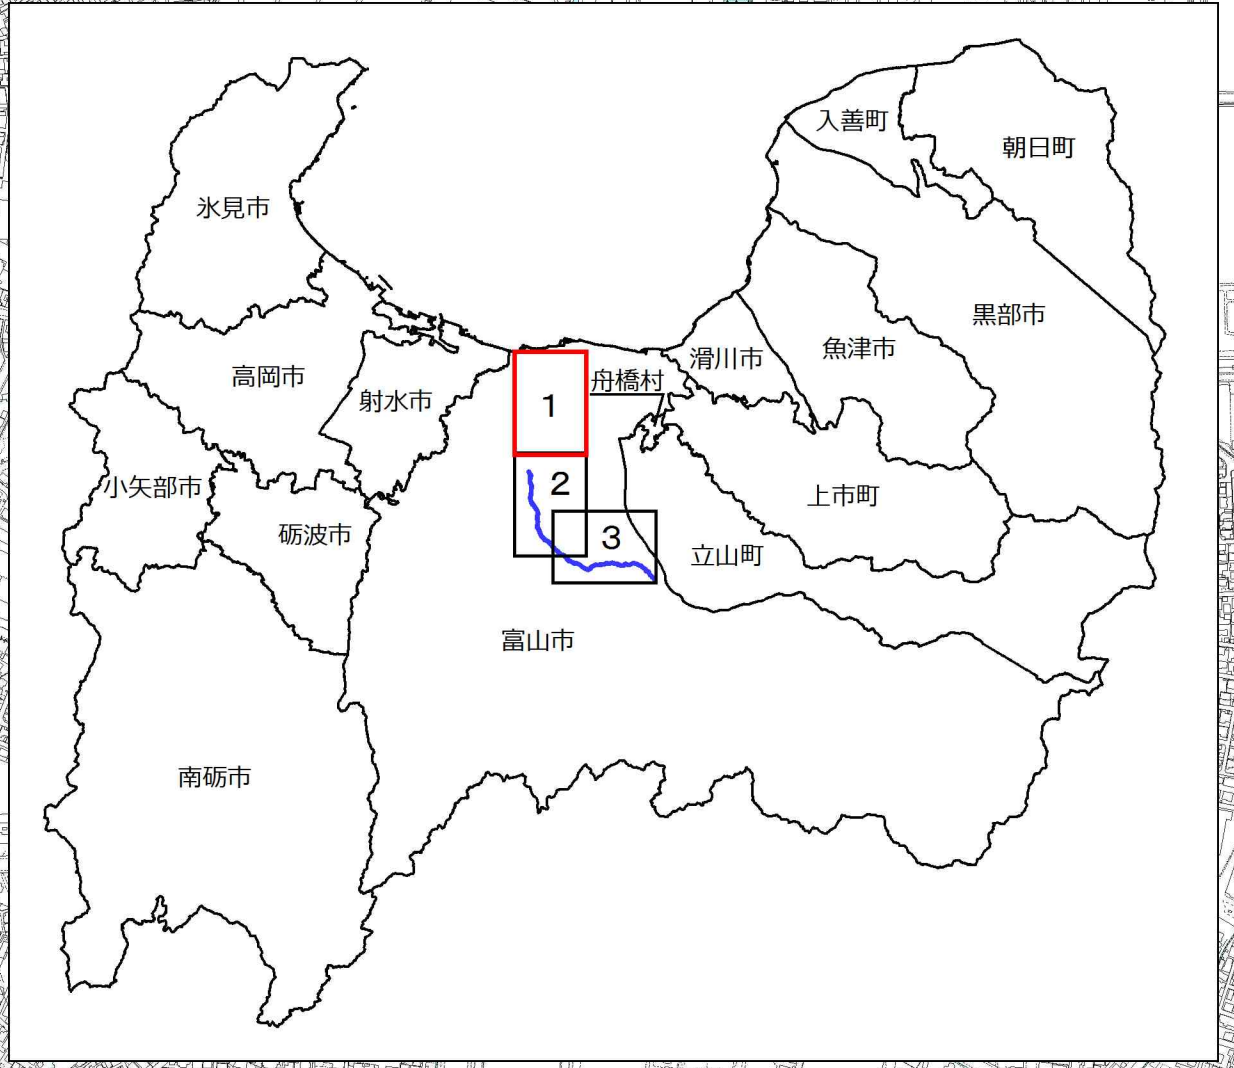 入善町
朝日町
氷見市
黒部市
魚津市
滑川市
舟橋村
高岡市
射水市
1
小矢部市
2
上市町
砺波市
3
立山町
富山市
南砺市